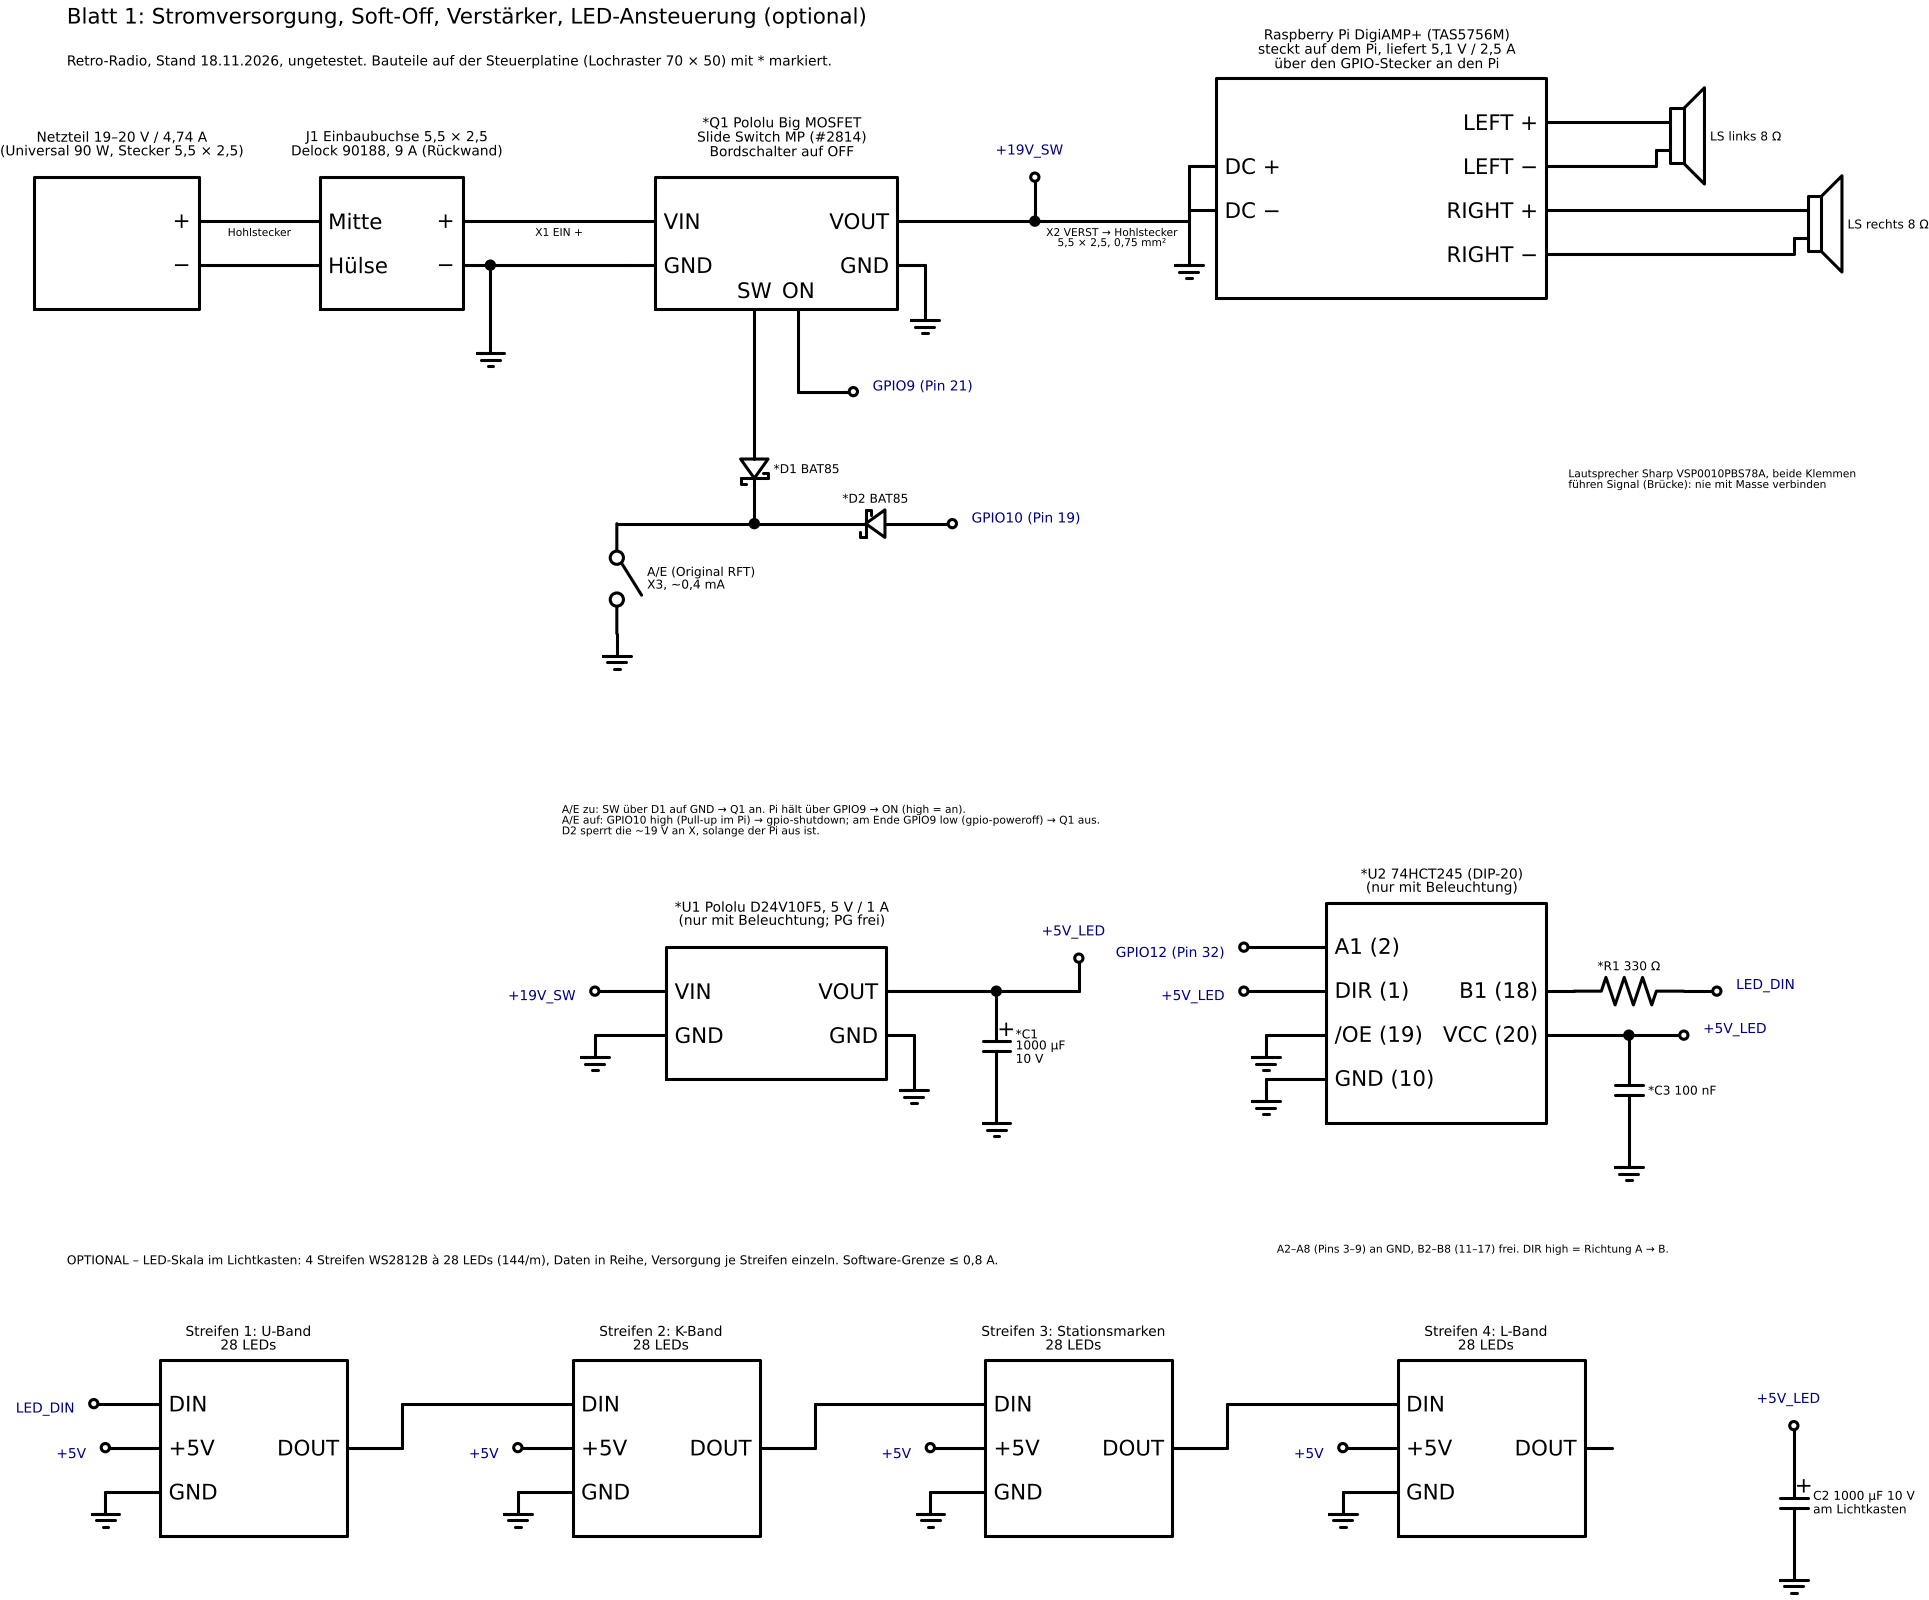 Blatt 1: Stromversorgung, Soft-Off, Verstärker, LED-Ansteuerung (optional)
Retro-Radio, Stand 18.11.2026, ungetestet. Bauteile auf der Steuerplatine (Lochraster 70 × 50) mit * markiert.
Netzteil 19–20 V / 4,74 A
(Universal 90 W, Stecker 5,5 × 2,5)
+
−
Hohlstecker
J1 Einbaubuchse 5,5 × 2,5
Delock 90188, 9 A (Rückwand)
Mitte
+
Hülse
−
X1 EIN +
*Q1 Pololu Big MOSFET
Slide Switch MP (#2814)
Bordschalter auf OFF
VIN
VOUT
GND
GND
SW
ON
+19V_SW
X2 VERST → Hohlstecker
5,5 × 2,5, 0,75 mm²
Raspberry Pi DigiAMP+ (TAS5756M)
steckt auf dem Pi, liefert 5,1 V / 2,5 A
über den GPIO-Stecker an den Pi
LEFT +
DC +
LEFT −
DC −
RIGHT +
RIGHT −
LS links 8 Ω
LS rechts 8 Ω
GPIO9 (Pin 21)
*D1 BAT85
*D2 BAT85
GPIO10 (Pin 19)
A/E (Original RFT)
X3, ~0,4 mA
Lautsprecher Sharp VSP0010PBS78A, beide Klemmen
führen Signal (Brücke): nie mit Masse verbinden
A/E zu: SW über D1 auf GND → Q1 an. Pi hält über GPIO9 → ON (high = an).
A/E auf: GPIO10 high (Pull-up im Pi) → gpio-shutdown; am Ende GPIO9 low (gpio-poweroff) → Q1 aus.
D2 sperrt die ~19 V an X, solange der Pi aus ist.
*U1 Pololu D24V10F5, 5 V / 1 A
(nur mit Beleuchtung; PG frei)
+19V_SW
VIN
VOUT
GND
GND
+5V_LED
+
*C1
1000 µF
10 V
*U2 74HCT245 (DIP-20)
(nur mit Beleuchtung)
GPIO12 (Pin 32)
A1 (2)
+5V_LED
DIR (1)
B1 (18)
/OE (19)
VCC (20)
GND (10)
*R1 330 Ω
LED_DIN
+5V_LED
*C3 100 nF
OPTIONAL – LED-Skala im Lichtkasten: 4 Streifen WS2812B à 28 LEDs (144/m), Daten in Reihe, Versorgung je Streifen einzeln. Software-Grenze ≤ 0,8 A.
A2–A8 (Pins 3–9) an GND, B2–B8 (11–17) frei. DIR high = Richtung A → B.
Streifen 1: U-Band
28 LEDs
LED_DIN
DIN
+5V
+5V
DOUT
GND
Streifen 2: K-Band
28 LEDs
DIN
+5V
+5V
DOUT
GND
Streifen 3: Stationsmarken
28 LEDs
DIN
+5V
+5V
DOUT
GND
Streifen 4: L-Band
28 LEDs
DIN
+5V
+5V
DOUT
GND
+5V_LED
+
C2 1000 µF 10 V
am Lichtkasten